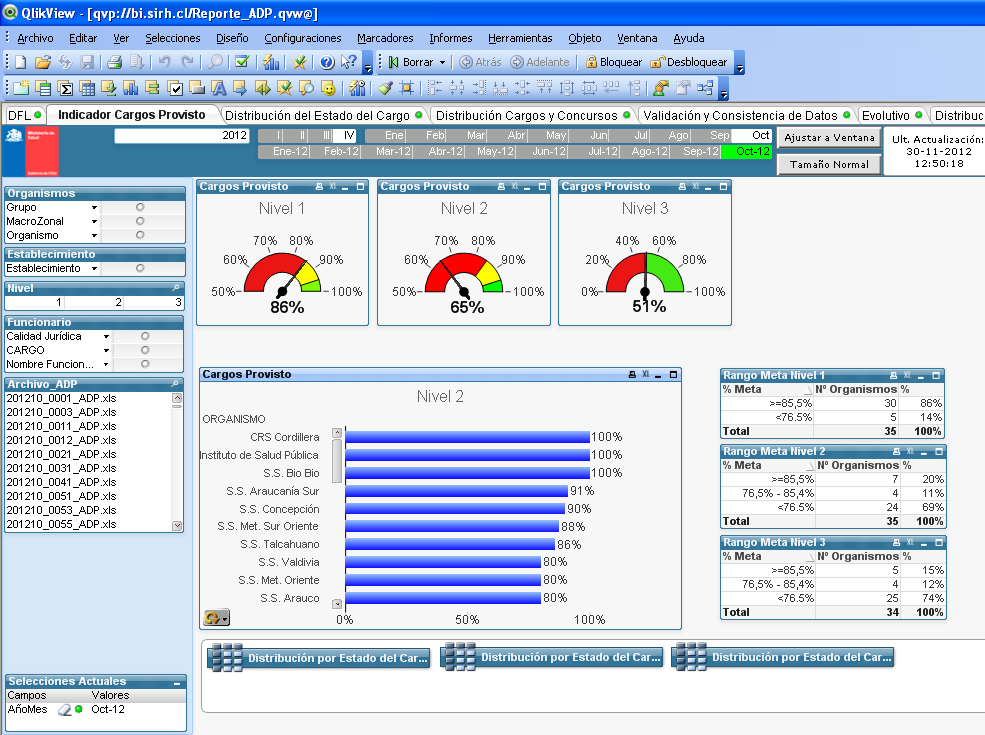 QlikView - [qvp://bi.sirh.cl/Reporte_ADP.qvw@]
Archivo Editar Ver Selecciones Diseño Configuraciones Marcadores Informes Herramientas Objeto Ventana Ayuda
Borrar Atrás Adelante Bloquear Desbloquear
DFL Indicador Cargos Provisto Distribución del Estado del Cargo Distribución Cargos y Concursos Validación y Consistencia de Datos Evolutivo Distribuc
Ministerio de Salud
Gobierno de Chile
2012 I II III IV Ene Feb Mar Abr May Jun Jul Ago Sep Oct
Ene-12 Feb-12 Mar-12 Abr-12 May-12 Jun-12 Jul-12 Ago-12 Sep-12 Oct-12
Ajustar a Ventana
Tamaño Normal
Ult. Actualización:
30-11-2012
12:50:18
Organismos
Grupo
MacroZonal
Organismo
Establecimiento
Establecimiento
Nivel
1 2 3
Funcionario
Calidad Jurídica
CARGO
Nombre Funcion...
Archivo_ADP
201210_0001_ADP.xls
201210_0003_ADP.xls
201210_0011_ADP.xls
201210_0012_ADP.xls
201210_0021_ADP.xls
201210_0031_ADP.xls
201210_0041_ADP.xls
201210_0051_ADP.xls
201210_0053_ADP.xls
201210_0055_ADP.xls
Selecciones Actuales
Campos Valores
AñoMes Oct-12
Cargos Provisto XL
Nivel 1
50% 60% 70% 80% 90% 100%
86%
Cargos Provisto XL
Nivel 2
50% 60% 70% 80% 90% 100%
65%
Cargos Provisto XL
Nivel 3
0% 20% 40% 60% 80% 100%
51%
Cargos Provisto XL
Nivel 2
ORGANISMO
CRS Cordillera 100%
Instituto de Salud Pública 100%
S.S. Bio Bio 100%
S.S. Araucanía Sur 91%
S.S. Concepción 90%
S.S. Met. Sur Oriente 88%
S.S. Talcahuano 86%
S.S. Valdivia 80%
S.S. Met. Oriente 80%
S.S. Arauco 80%
0% 50% 100%
Rango Meta Nivel 1 XL
% Meta Nº Organismos %
>=85,5% 30 86%
<76.5% 5 14%
Total 35 100%
Rango Meta Nivel 2 XL
% Meta Nº Organismos %
>=85,5% 7 20%
76,5% - 85,4% 4 11%
<76.5% 24 69%
Total 35 100%
Rango Meta Nivel 3 XL
% Meta Nº Organismos %
>=85,5% 5 15%
76,5% - 85,4% 4 12%
<76.5% 25 74%
Total 34 100%
Distribución por Estado del Car... Distribución por Estado del Car... Distribución por Estado del Car...